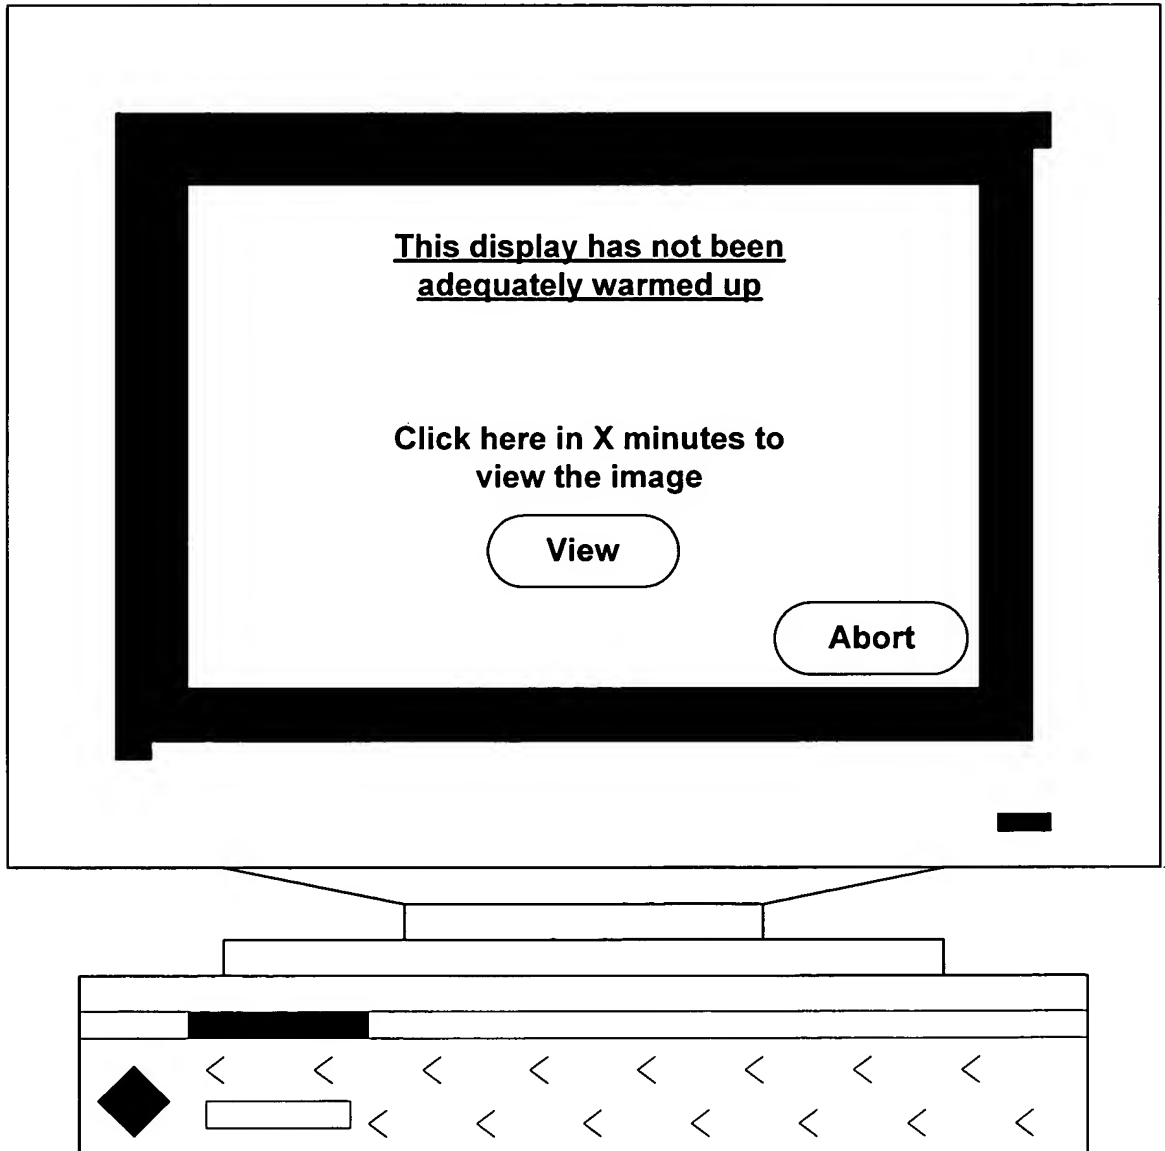 This display has not been
adequately warmed up
Click here in X minutes to
view the image
View
Abort